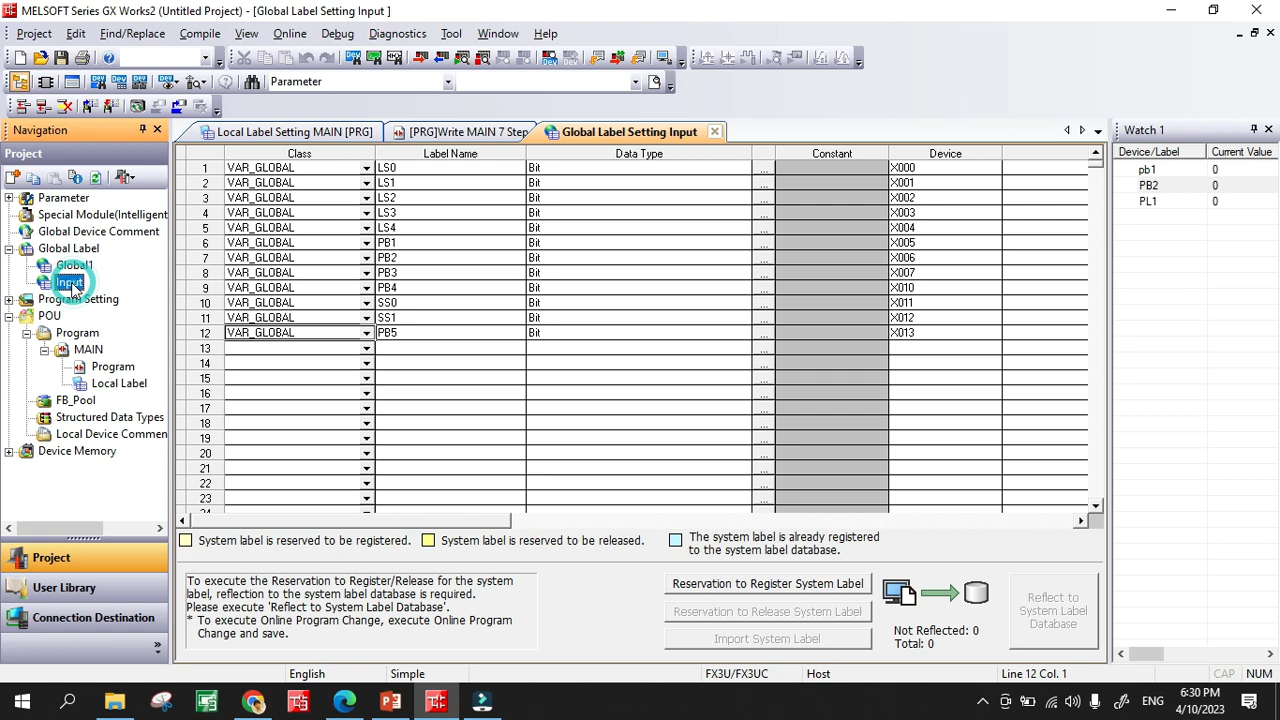 MELSOFT Series GX Works2 (Untitled Project) - [Global Label Setting Input ]
Project Edit Find/Replace Compile View Online Debug Diagnostics Tool Window Help
Parameter
Navigation
Project
Parameter
Special Module(Intelligent
Global Device Comment
Global Label
Global1
Input
Program Setting
POU
Program
MAIN
Program
Local Label
FB_Pool
Structured Data Types
Local Device Commen
Device Memory
Project
User Library
Connection Destination
Local Label Setting MAIN [PRG] [PRG]Write MAIN 7 Step Global Label Setting Input
Class Label Name Data Type Constant Device
1 VAR_GLOBAL LS0 Bit ... X000
2 VAR_GLOBAL LS1 Bit ... X001
3 VAR_GLOBAL LS2 Bit ... X002
4 VAR_GLOBAL LS3 Bit ... X003
5 VAR_GLOBAL LS4 Bit ... X004
6 VAR_GLOBAL PB1 Bit ... X005
7 VAR_GLOBAL PB2 Bit ... X006
8 VAR_GLOBAL PB3 Bit ... X007
9 VAR_GLOBAL PB4 Bit ... X010
10 VAR_GLOBAL SS0 Bit ... X011
11 VAR_GLOBAL SS1 Bit ... X012
12 VAR_GLOBAL PB5 Bit ... X013
13 ...
14 ...
15 ...
16 ...
17 ...
18 ...
19 ...
20 ...
21 ...
22 ...
23 ...
System label is reserved to be registered. System label is reserved to be released. The system label is already registered
to the system label database.
To execute the Reservation to Register/Release for the system
label, reflection to the system label database is required.
Please execute 'Reflect to System Label Database'.
* To execute Online Program Change, execute Online Program
Change and save.
Reservation to Register System Label
Reservation to Release System Label
Import System Label
Not Reflected: 0
Total: 0
Reflect to
System Label
Database
Watch 1
Device/Label Current Value
pb1 0
PB2 0
PL1 0
English Simple FX3U/FX3UC Host Line 12 Col. 1 CAP NUM
ENG
6:30 PM
4/10/2023